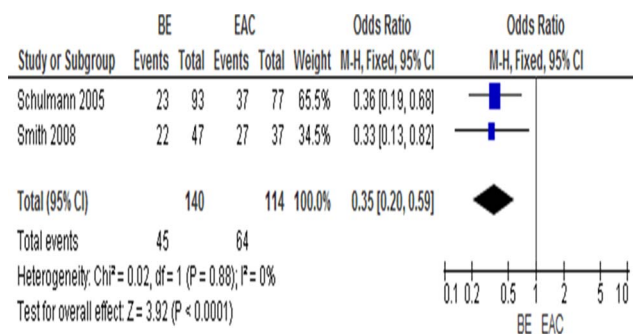 BE EAC Odds Ratio Odds Ratio
Study or Subgroup Events Total Events Total Weight M-H, Fixed, 95% CI M-H, Fixed, 95% CI
Schulmann 2005 23 93 37 77 65.5% 0.36 [0.19, 0.68]
Smith 2008 22 47 27 37 34.5% 0.33 [0.13, 0.82]
Total (95% CI) 140 114 100.0% 0.35 [0.20, 0.59]
Total events 45 64
Heterogeneity: Chi² = 0.02, df = 1 (P = 0.88); I² = 0%
Test for overall effect: Z = 3.92 (P < 0.0001)
0.1 0.2 0.5 1 2 5 10
BE EAC